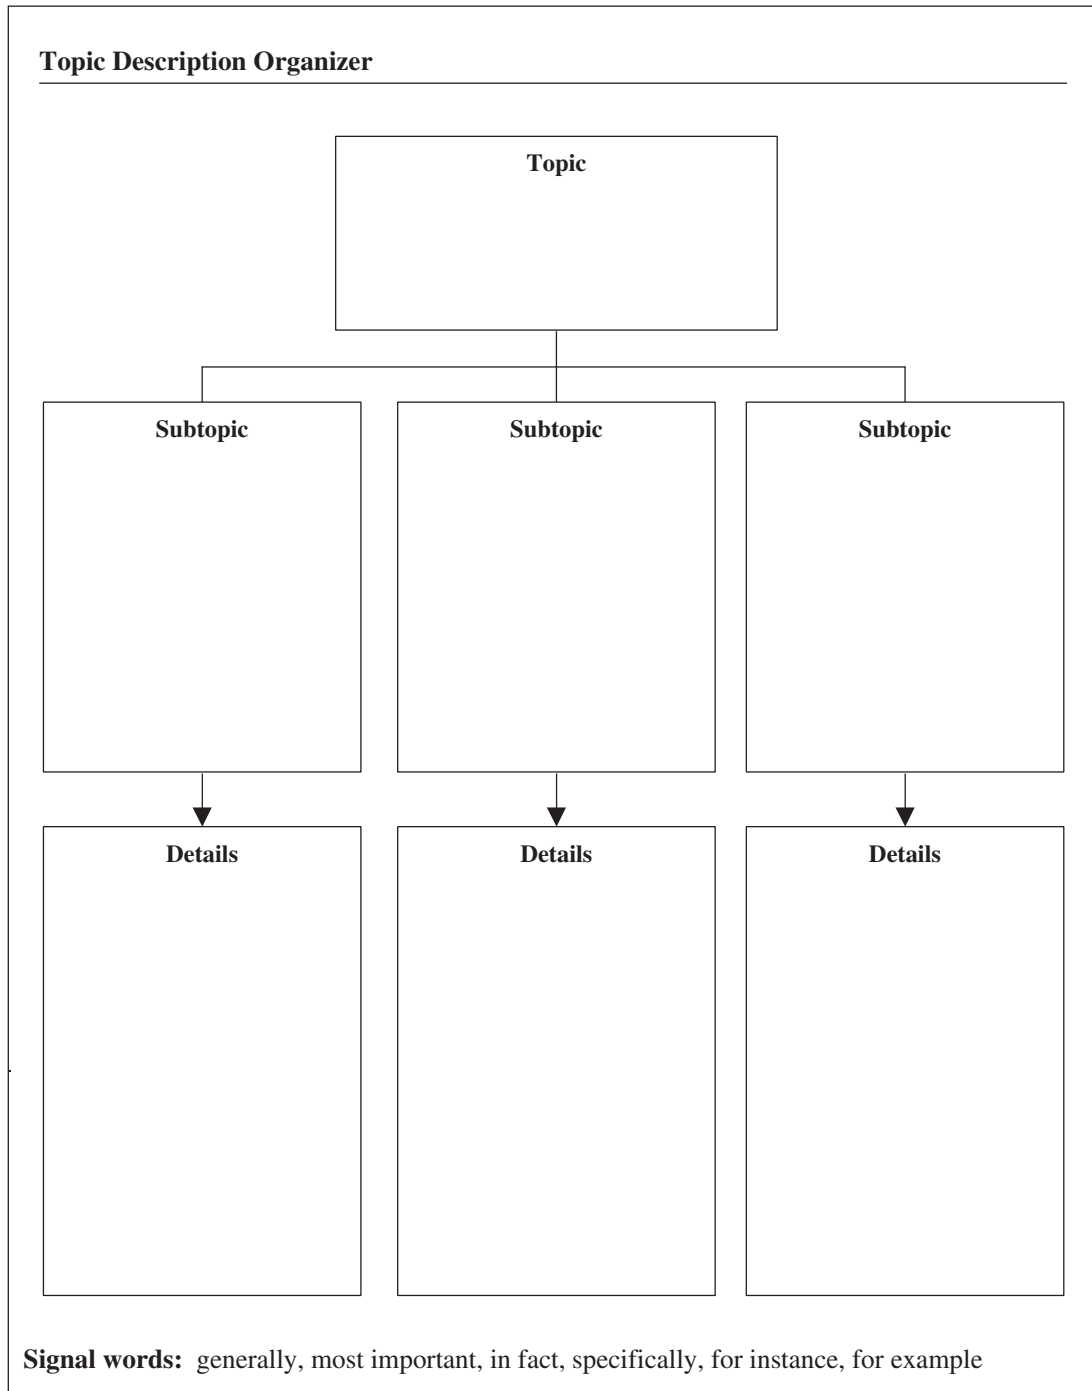 Topic Description Organizer
Topic
Subtopic
Subtopic
Subtopic
Details
Details
Details
Signal words: generally, most important, in fact, specifically, for instance, for example